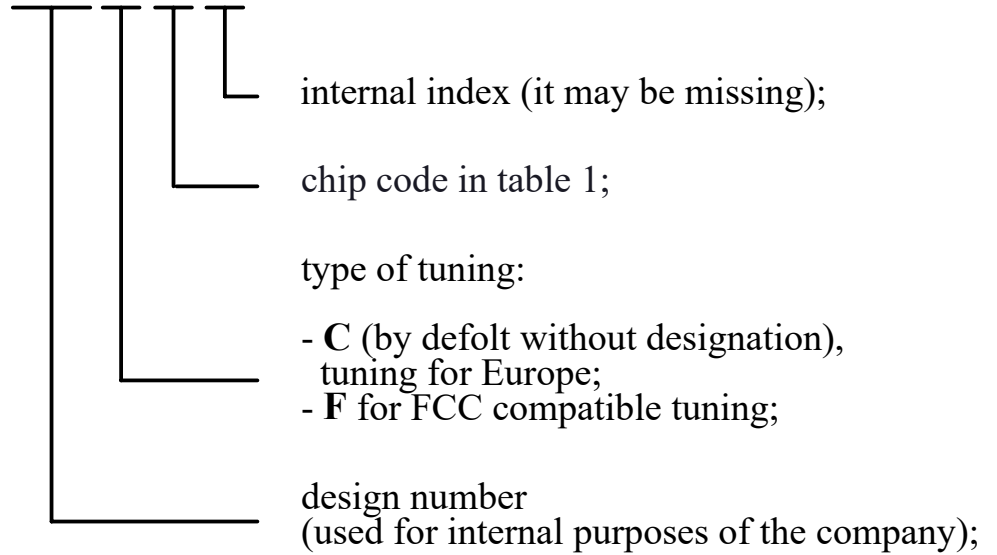 internal index (it may be missing);
chip code in table 1;
type of tuning:
- C (by defolt without designation),
tuning for Europe;
- F for FCC compatible tuning;
design number
(used for internal purposes of the company);